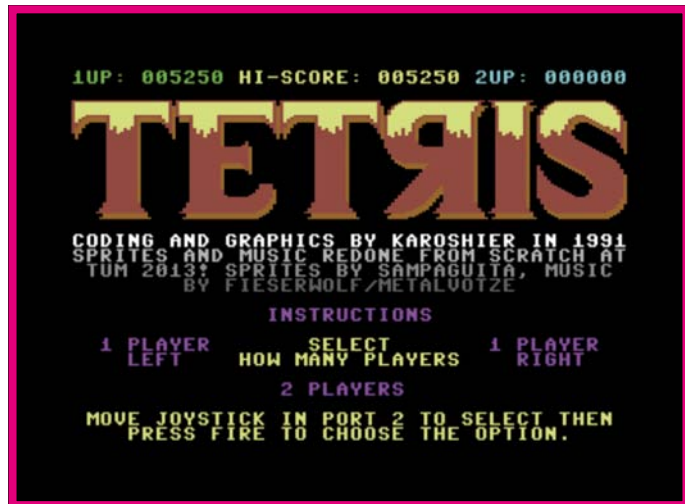 1UP: 005250 HI-SCORE: 005250 2UP: 000000
TETЯIS
CODING AND GRAPHICS BY KAROSHIER IN 1991
SPRITES AND MUSIC REDONE FROM SCRATCH AT
TUM 2013! SPRITES BY SAMPAGUITA, MUSIC
BY FIESERWOLF/METALVOTZE
INSTRUCTIONS
1 PLAYER SELECT 1 PLAYER
LEFT HOW MANY PLAYERS RIGHT
2 PLAYERS
MOVE JOYSTICK IN PORT 2 TO SELECT THEN
PRESS FIRE TO CHOOSE THE OPTION.